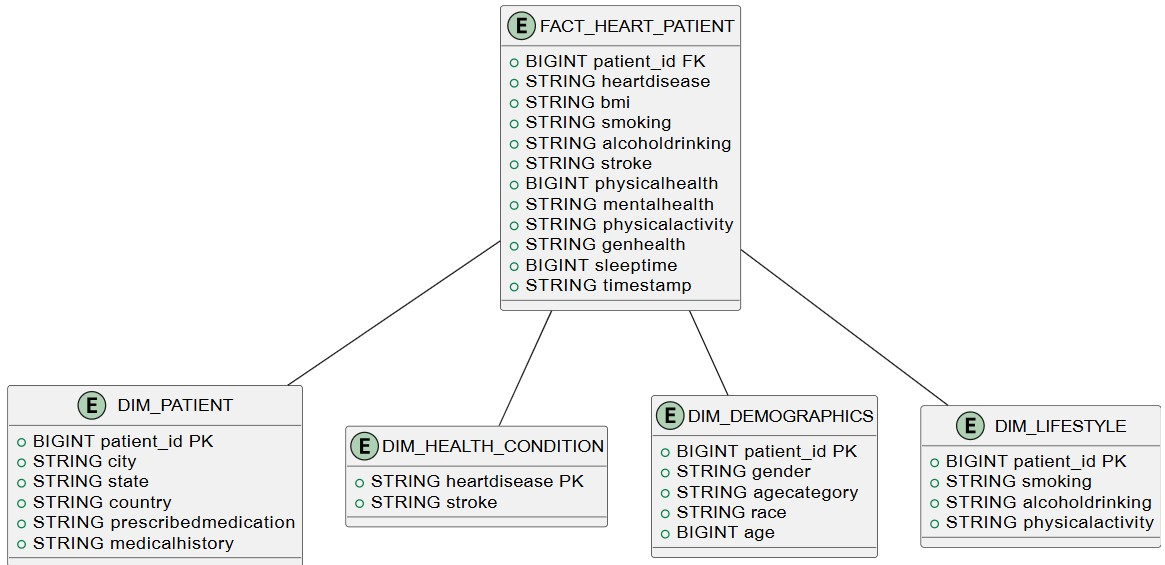 E FACT_HEART_PATIENT
BIGINT patient_id FK
STRING heartdisease
STRING bmi
STRING smoking
STRING alcoholdrinking
STRING stroke
BIGINT physicalhealth
STRING mentalhealth
STRING physicalactivity
STRING genhealth
BIGINT sleeptime
STRING timestamp
E DIM_PATIENT
BIGINT patient_id PK
STRING city
STRING state
STRING country
STRING prescribedmedication
STRING medicalhistory
E DIM_HEALTH_CONDITION
STRING heartdisease PK
STRING stroke
E DIM_DEMOGRAPHICS
BIGINT patient_id PK
STRING gender
STRING agecategory
STRING race
BIGINT age
E DIM_LIFESTYLE
BIGINT patient_id PK
STRING smoking
STRING alcoholdrinking
STRING physicalactivity